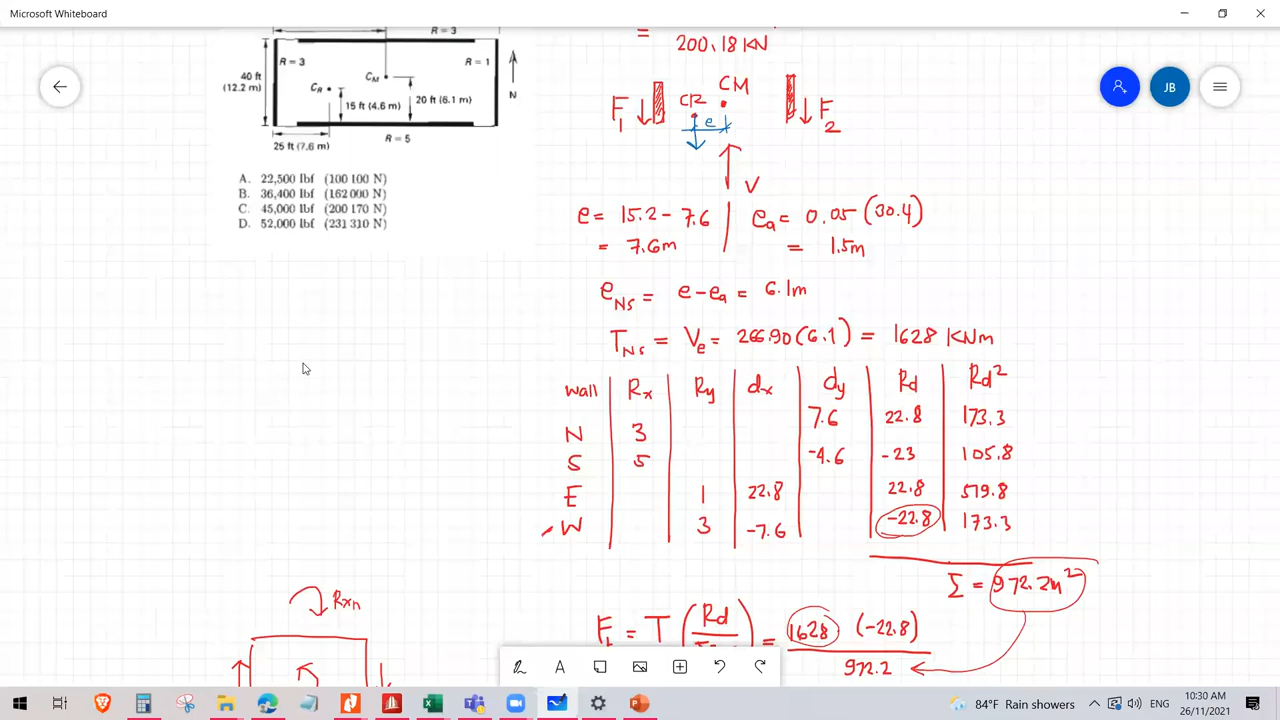 Microsoft Whiteboard
R = 3
40 ft
(12.2 m)
R = 3
R = 1
CM
CR
15 ft (4.6 m)
20 ft (6.1 m)
N
25 ft (7.6 m)
R = 5
A. 22,500 lbf (100 100 N)
B. 36,400 lbf (162 000 N)
C. 45,000 lbf (200 170 N)
D. 52,000 lbf (231 310 N)
=
200.18 KN
JB
F1 CR CM F2
e
V
e = 15.2 - 7.6 ea = 0.05 (30.4)
= 7.6m = 1.5m
eNS = e - ea = 6.1m
TNS = Ve = 266.90 (6.1) = 1628 KNm
wall Rx Ry dx dy Rd Rd²
N 3 7.6 22.8 173.3
S 5 -4.6 -23 105.8
E 1 22.8 22.8 519.8
W 3 -7.6 -22.8 173.3
Σ = 972.2m²
Rxn
F1 = T (Rd) = 1628 (-22.8)
972.2
84°F Rain showers
ENG
10:30 AM
26/11/2021